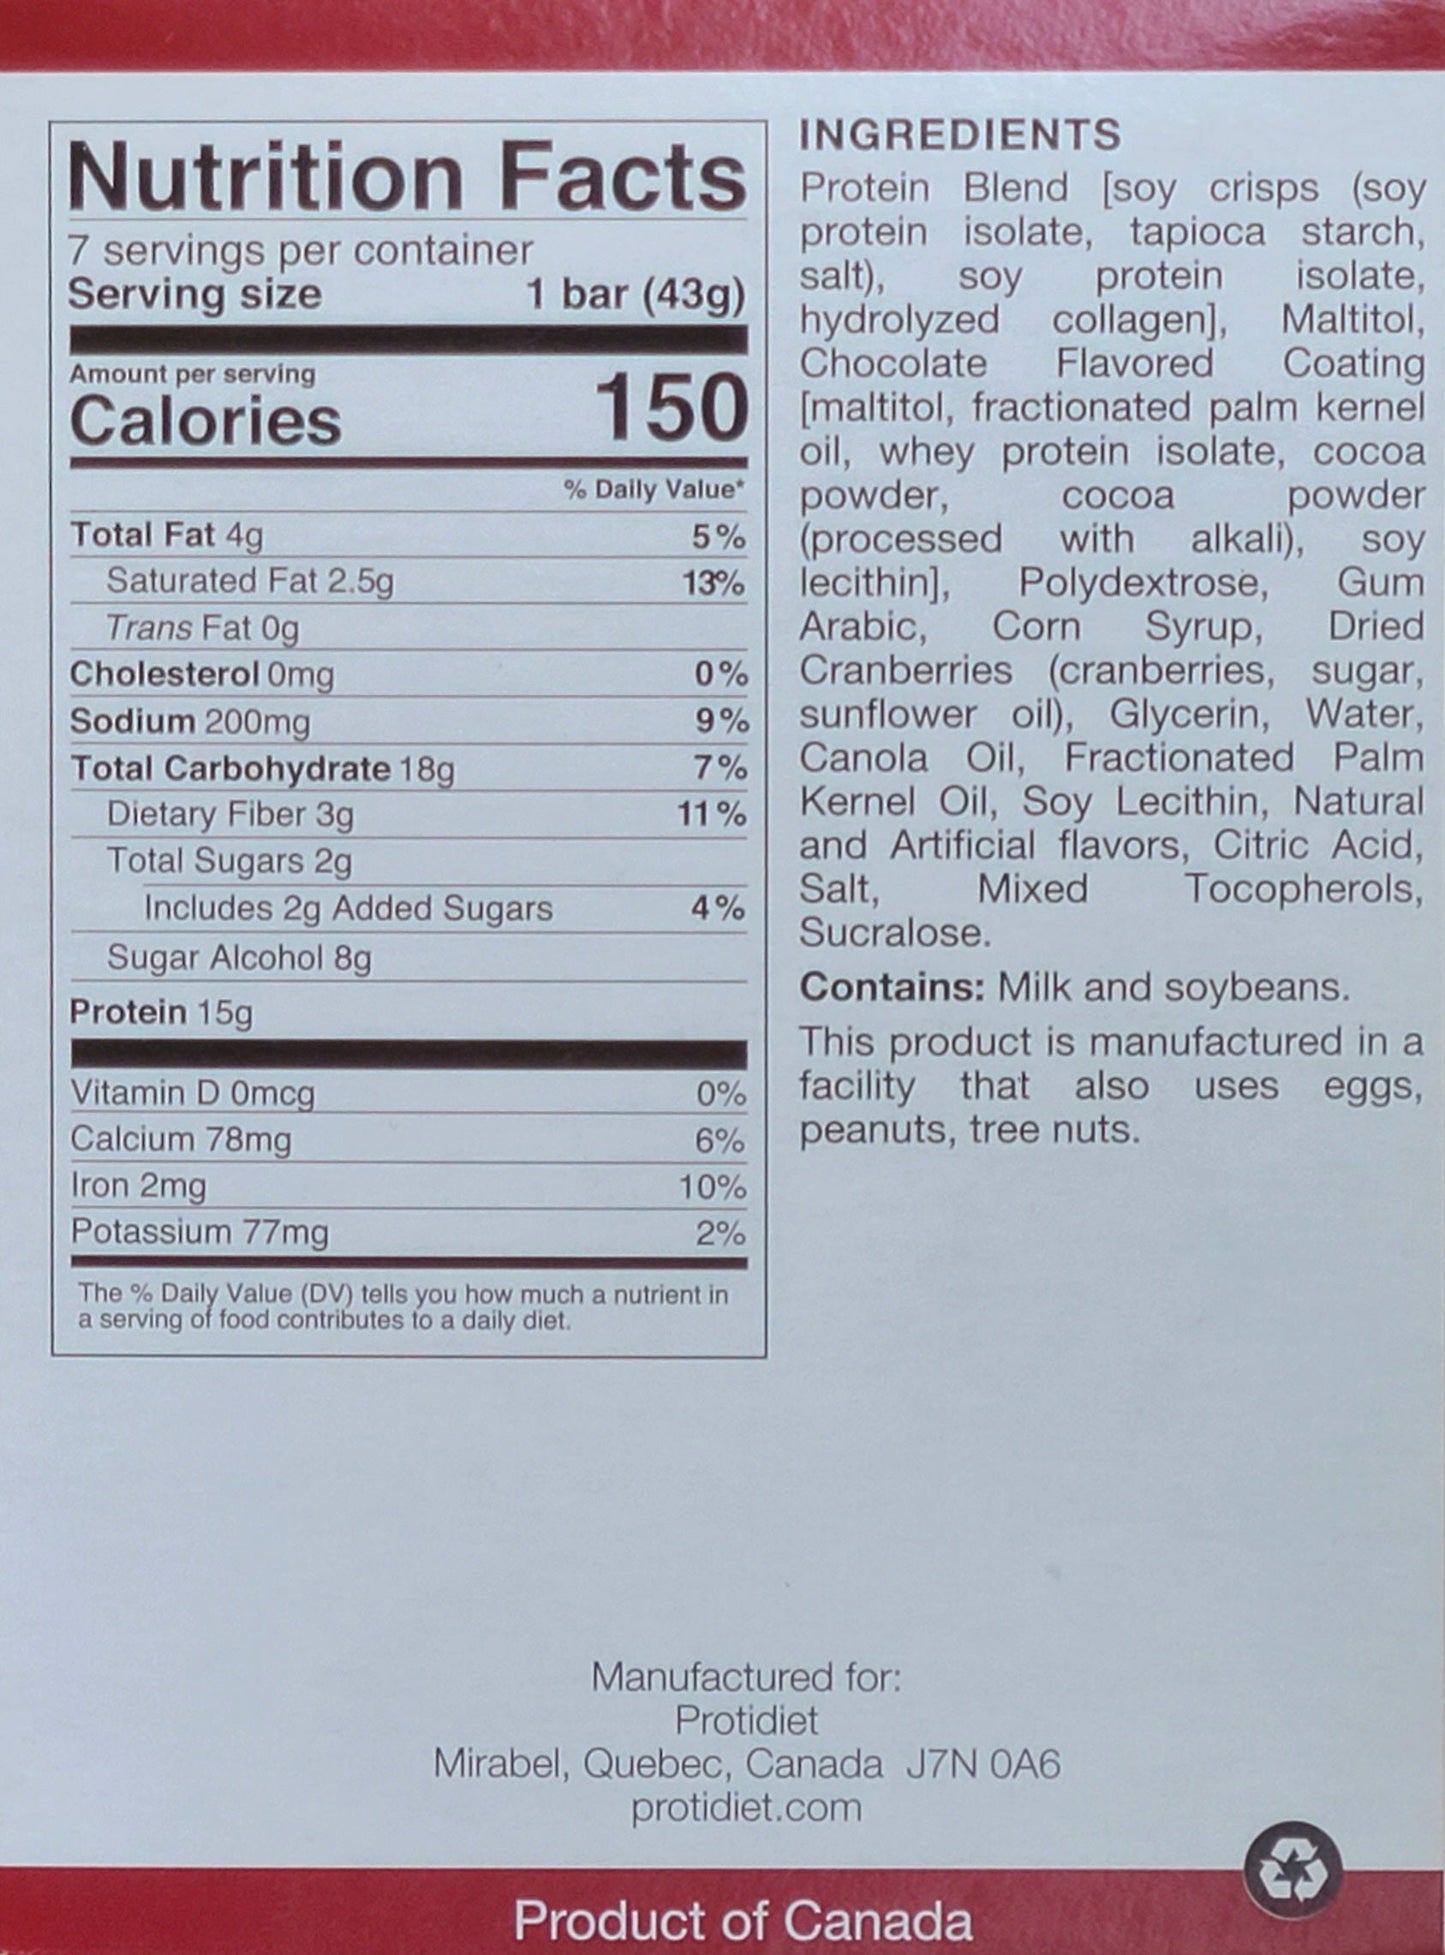 Nutrition Facts
7 servings per container
Serving size 1 bar (43g)
Amount per serving
Calories 150
% Daily Value*
Total Fat 4g 5%
Saturated Fat 2.5g 13%
Trans Fat 0g
Cholesterol 0mg 0%
Sodium 200mg 9%
Total Carbohydrate 18g 7%
Dietary Fiber 3g 11%
Total Sugars 2g
Includes 2g Added Sugars 4%
Sugar Alcohol 8g
Protein 15g
Vitamin D 0mcg 0%
Calcium 78mg 6%
Iron 2mg 10%
Potassium 77mg 2%
The % Daily Value (DV) tells you how much a nutrient in
a serving of food contributes to a daily diet.
INGREDIENTS
Protein Blend [soy crisps (soy
protein isolate, tapioca starch,
salt), soy protein isolate,
hydrolyzed collagen], Maltitol,
Chocolate Flavored Coating
[maltitol, fractionated palm kernel
oil, whey protein isolate, cocoa
powder, cocoa powder
(processed with alkali), soy
lecithin], Polydextrose, Gum
Arabic, Corn Syrup, Dried
Cranberries (cranberries, sugar,
sunflower oil), Glycerin, Water,
Canola Oil, Fractionated Palm
Kernel Oil, Soy Lecithin, Natural
and Artificial flavors, Citric Acid,
Salt, Mixed Tocopherols,
Sucralose.
Contains: Milk and soybeans.
This product is manufactured in a
facility that also uses eggs,
peanuts, tree nuts.
Manufactured for:
Protidiet
Mirabel, Quebec, Canada J7N 0A6
protidiet.com
Product of Canada